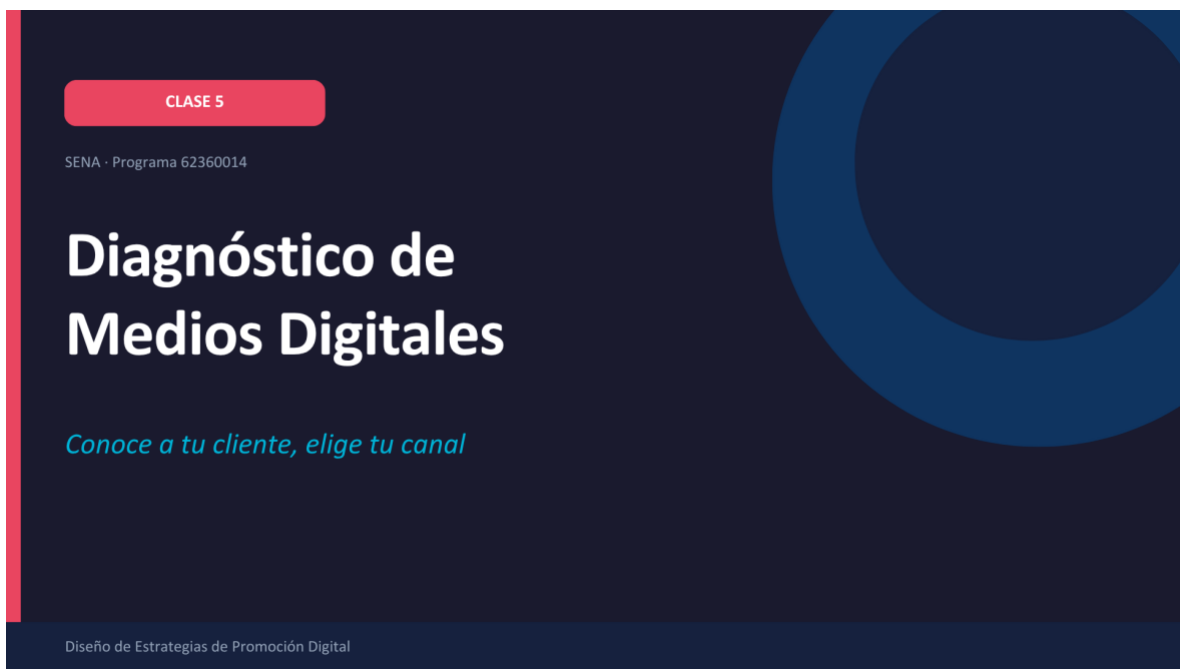 CLASE 5
SENA · Programa 62360014
Diagnóstico de
Medios Digitales
Conoce a tu cliente, elige tu canal
Diseño de Estrategias de Promoción Digital